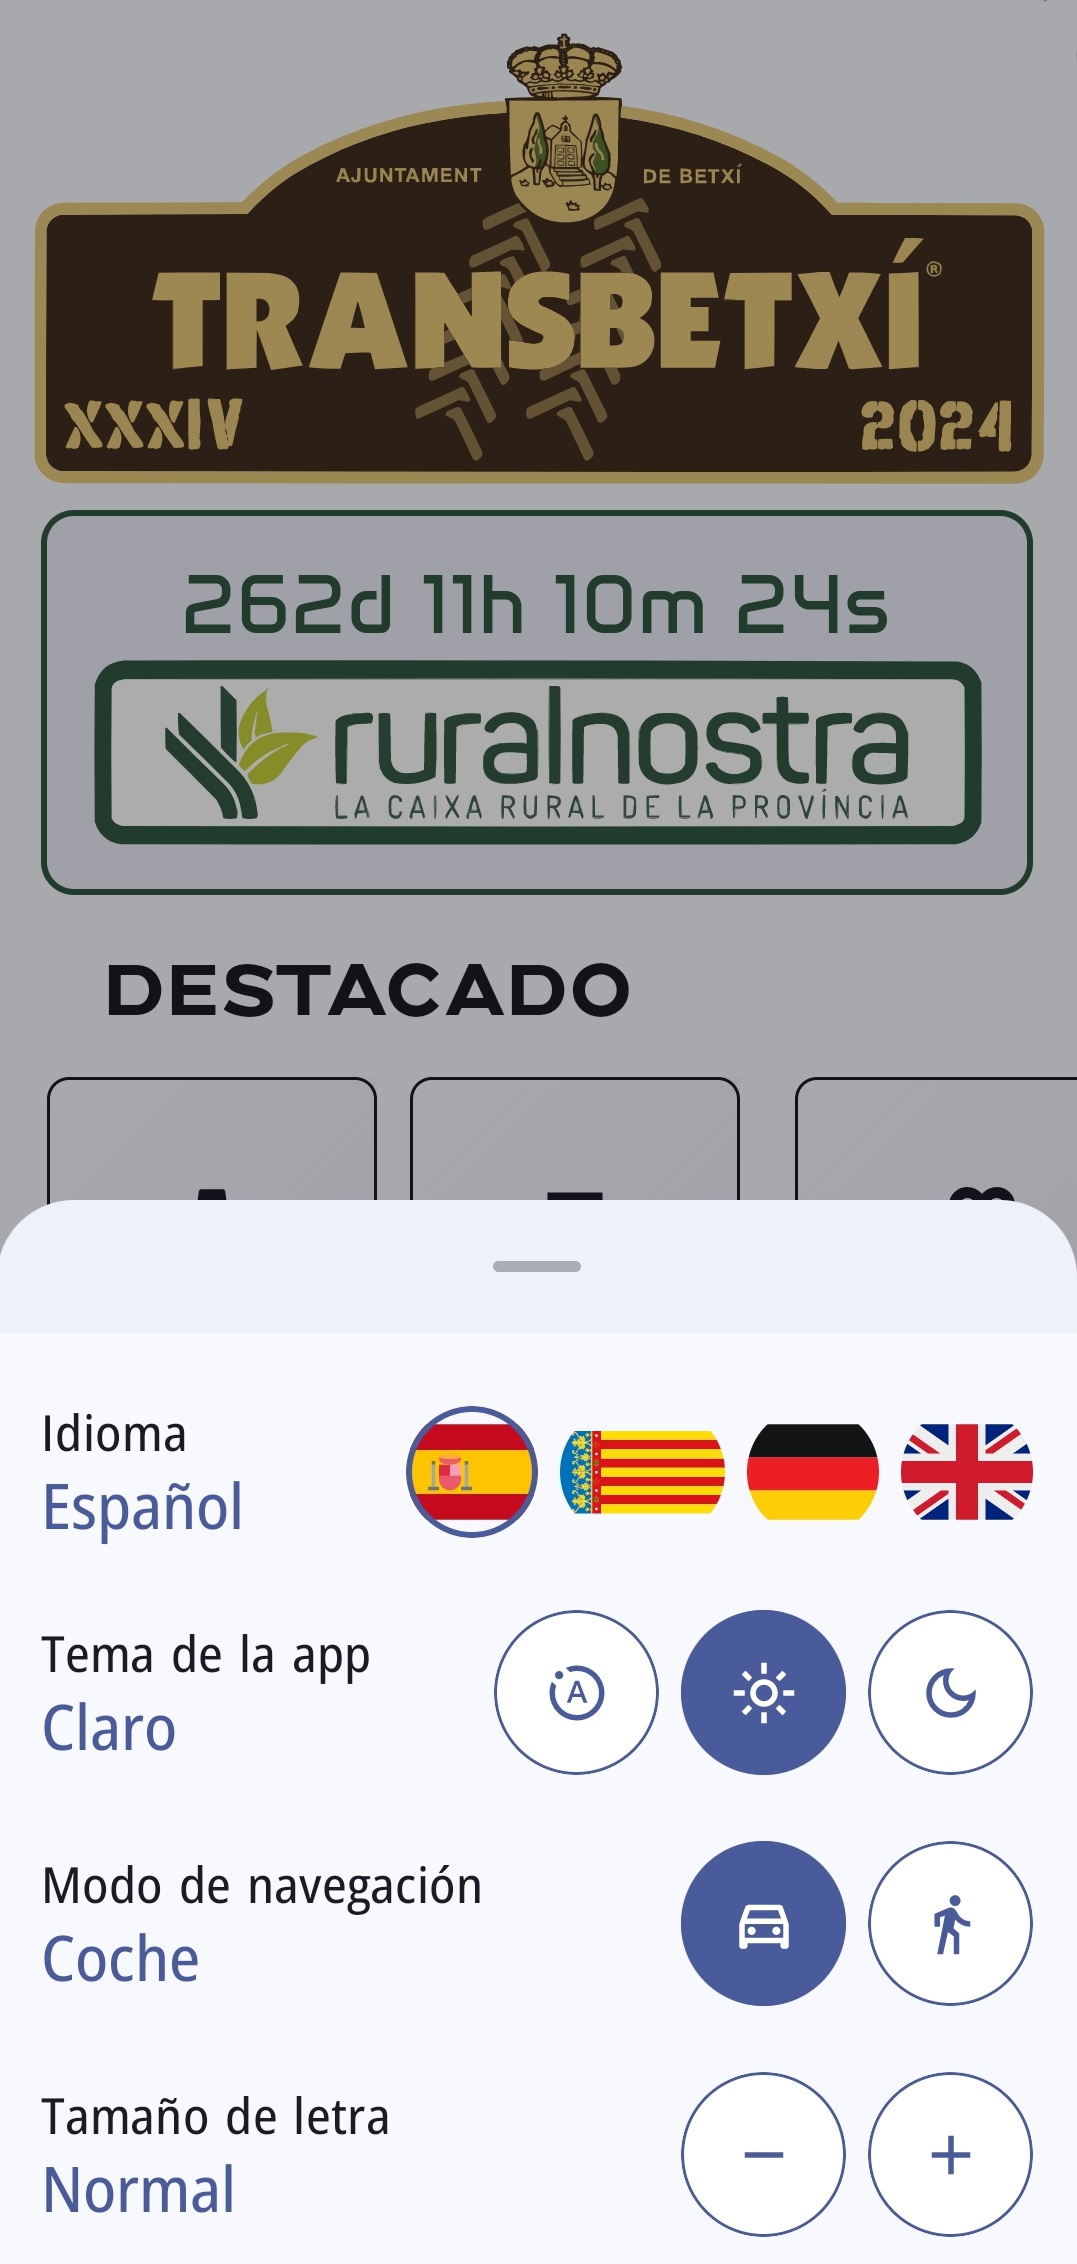 AJUNTAMENT DE BETXÍ
TRANSBETXÍ®
XXXIV 2024
262d 11h 10m 24s
ruralnostra
LA CAIXA RURAL DE LA PROVÍNCIA
DESTACADO
Idioma
Español
Tema de la app
A
Claro
Modo de navegación
Coche
Tamaño de letra
Normal
− +